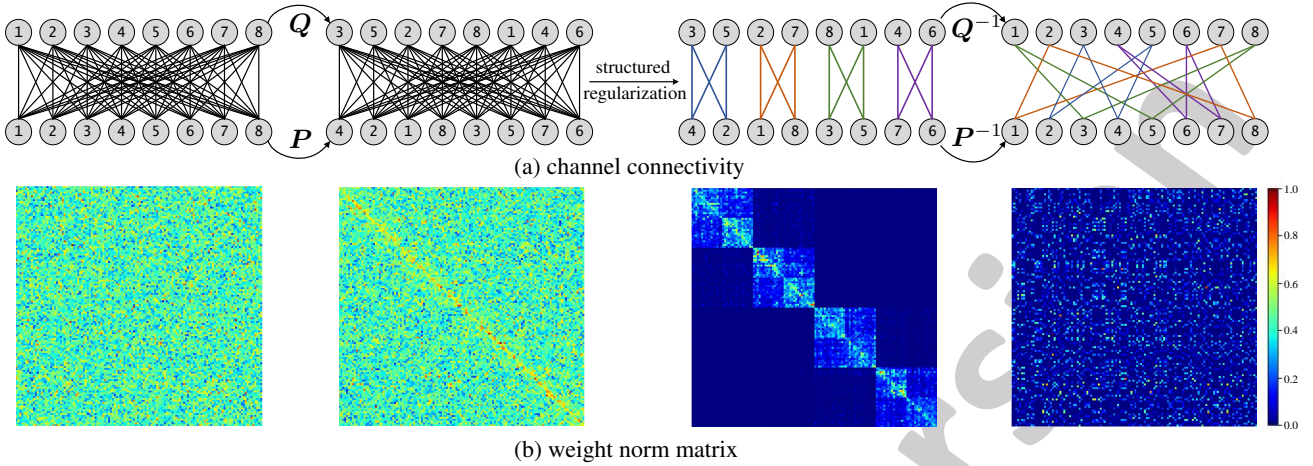 1 2 3 4 5 6 7 8 Q 3 5 2 7 8 1 4 6 3 5 2 7 8 1 4 6 Q⁻¹ 1 2 3 4 5 6 7 8
structured
regularization
1 2 3 4 5 6 7 8 P 4 2 1 8 3 5 7 6 4 2 1 8 3 5 7 6 P⁻¹ 1 2 3 4 5 6 7 8
(a) channel connectivity
1.0
0.8
0.6
0.4
0.2
0.0
(b) weight norm matrix